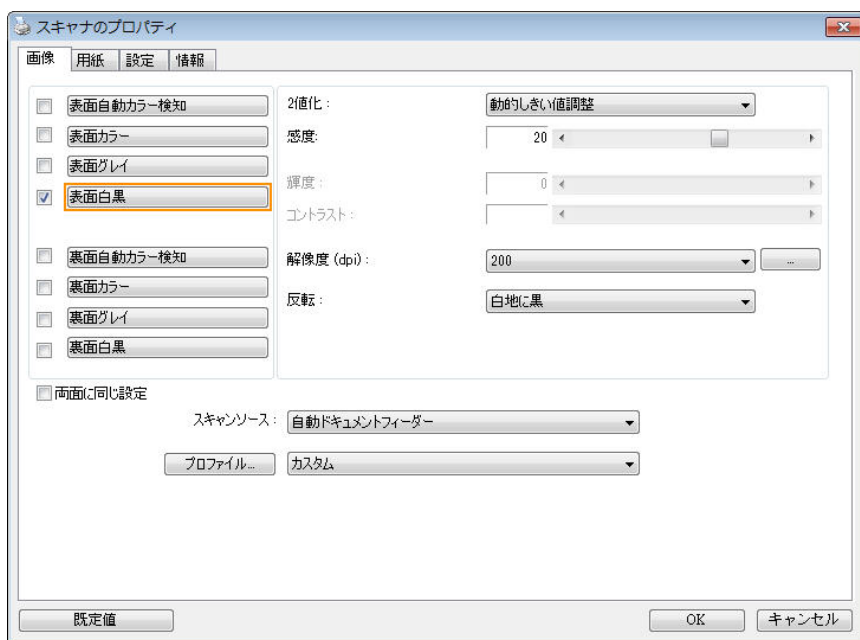 スキャナのプロパティ
画像 用紙 設定 情報
表面自動カラー検知
表面カラー
表面グレイ
表面白黒
裏面自動カラー検知
裏面カラー
裏面グレイ
裏面白黒
2値化： 動的しきい値調整
感度: 20
輝度： 0
コントラスト：
解像度 (dpi)： 200 ...
反転： 白地に黒
両面に同じ設定
スキャンソース： 自動ドキュメントフィーダー
プロファイル... カスタム
既定値 OK キャンセル